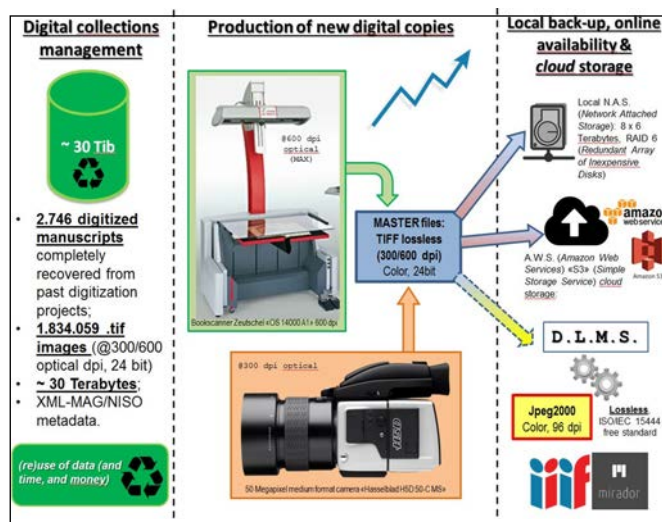 Digital collections
management
~ 30 Tib
• 2.746 digitized
manuscripts
completely
recovered from
past digitization
projects;
• 1.834.059 .tif
images (@300/600
optical dpi, 24 bit)
• ~ 30 Terabytes;
• XML-MAG/NISO
metadata.
(re)use of data (and
time, and money)
Production of new digital copies
@600 dpi
optical
(MAX)
Bookscanner Zeutschel «OS 14000 A1» 600 dpi
MASTER files:
TIFF lossless
(300/600 dpi)
Color, 24bit
@300 dpi optical
H5D
50-Megapixel medium format camera «Hasselblad H5D 50-C MS»
Local back-up, online
availability &
cloud storage
Local N.A.S.
(Network Attached
Storage): 8 x 6
Terabytes, RAID 6
(Redundant Array of
Inexpensive
Disks)
amazon
webservices
A.W.S. (Amazon Web
Services) «S3» (Simple
Storage Service) cloud
storage;
Amazon S3
D.L.M.S.
Jpeg2000
Color, 96 dpi
Lossless,
ISO/IEC 15444
free standard
iiif
mirador